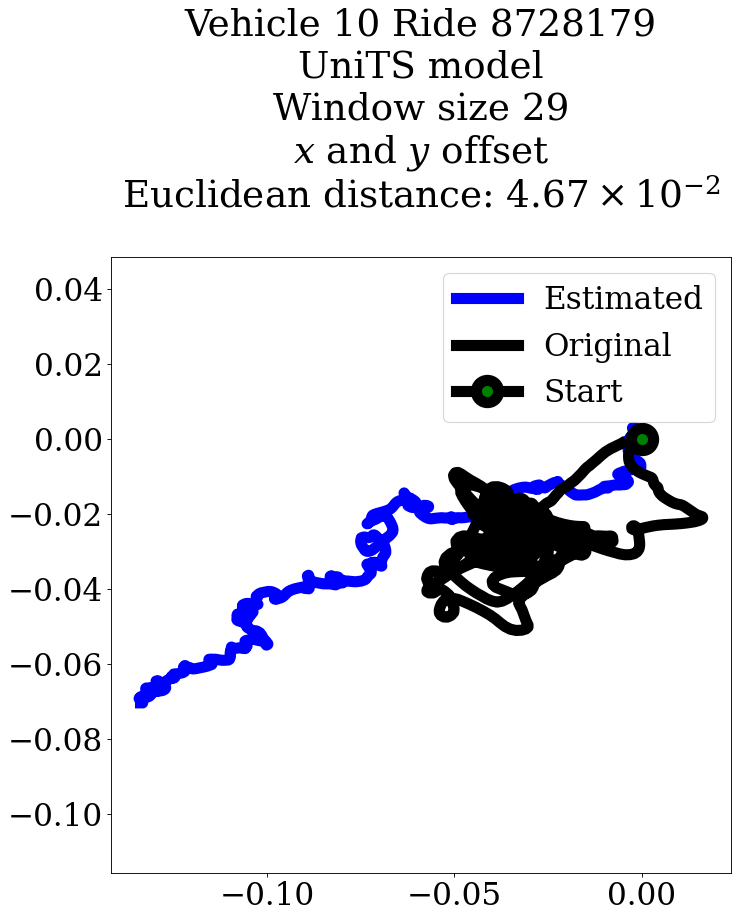 Vehicle 10 Ride 8728179
UniTS model
Window size 29
x and y offset
Euclidean distance: 4.67 × 10⁻²
Estimated
Original
Start
0.04
0.02
0.00
−0.02
−0.04
−0.06
−0.08
−0.10
−0.10 −0.05 0.00